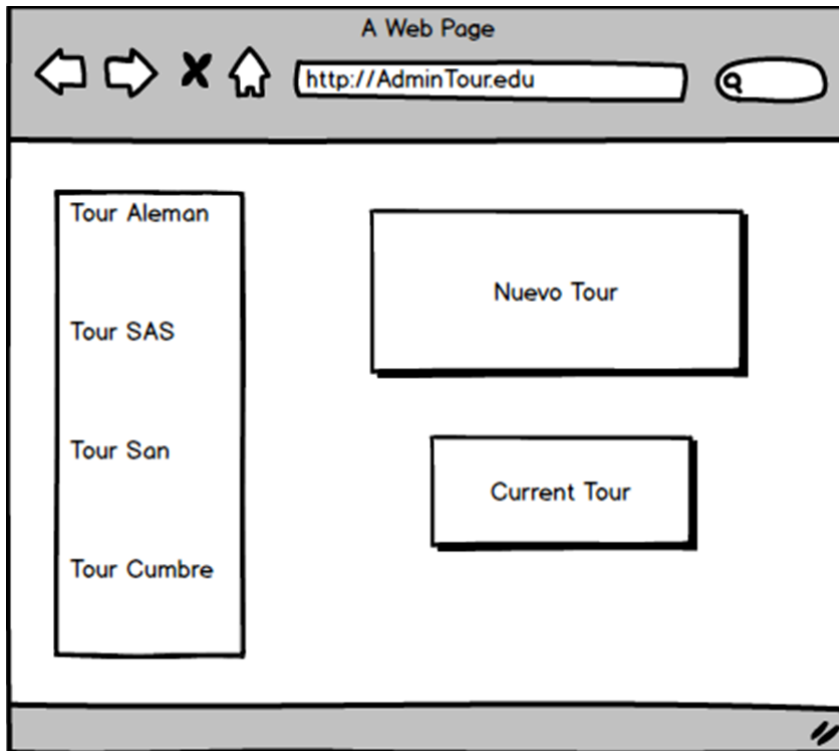 A Web Page
http://AdminTour.edu
Tour Aleman
Tour SAS
Tour San
Tour Cumbre
Nuevo Tour
Current Tour